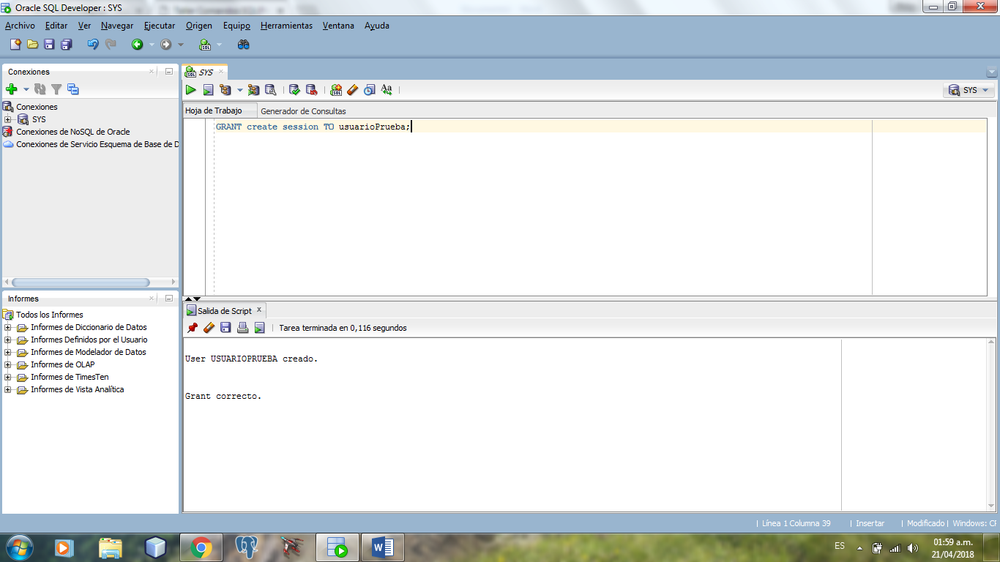 Oracle SQL Developer : SYS
Archivo Editar Ver Navegar Ejecutar Origen Equipo Herramientas Ventana Ayuda
Conexiones
SYS
SYS
Hoja de Trabajo Generador de Consultas
Conexiones
SYS
Conexiones de NoSQL de Oracle
Conexiones de Servicio Esquema de Base de D
GRANT create session TO usuarioPrueba;
Informes
Todos los Informes
Informes de Diccionario de Datos
Informes Definidos por el Usuario
Informes de Modelador de Datos
Informes de OLAP
Informes de TimesTen
Informes de Vista Analítica
Salida de Script
Tarea terminada en 0,116 segundos
User USUARIOPRUEBA creado.
Grant correcto.
| Línea 1 Columna 39 | Insertar | Modificado | Windows: CF
ES
01:59 a.m.
21/04/2018